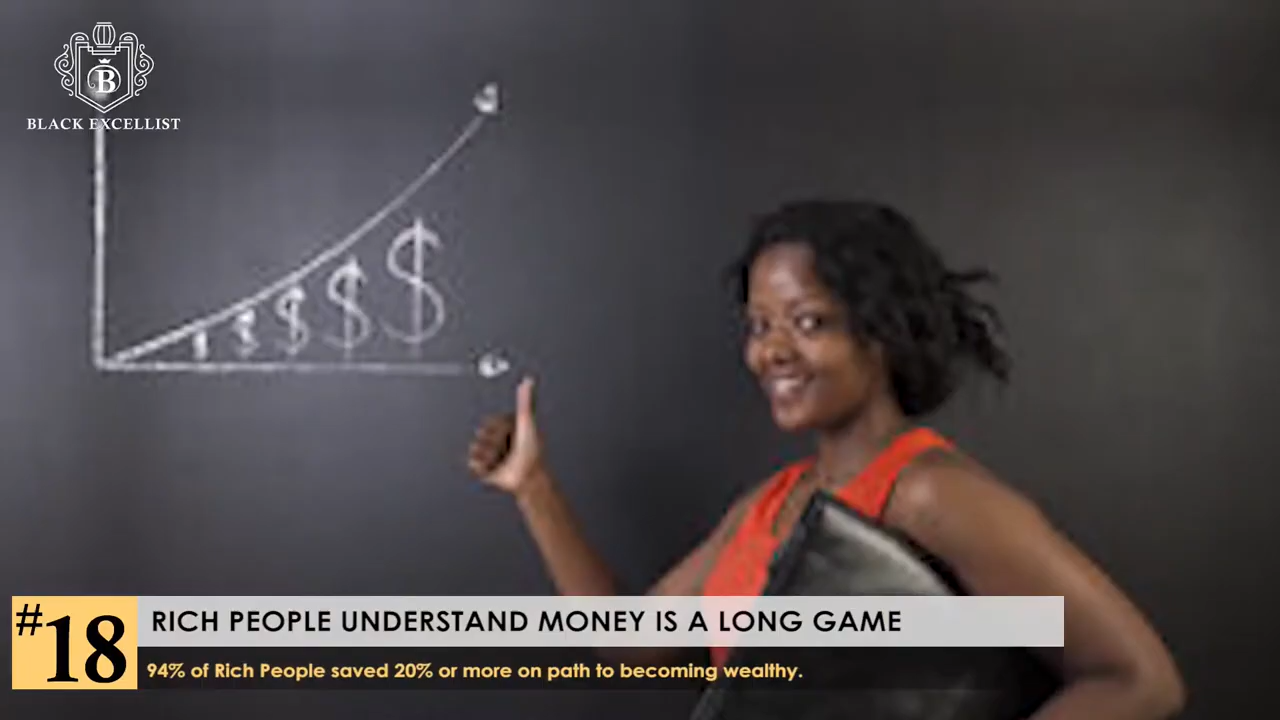 B
BLACK EXCELLIST
$ $ $ $ $
#18
RICH PEOPLE UNDERSTAND MONEY IS A LONG GAME
94% of Rich People saved 20% or more on path to becoming wealthy.